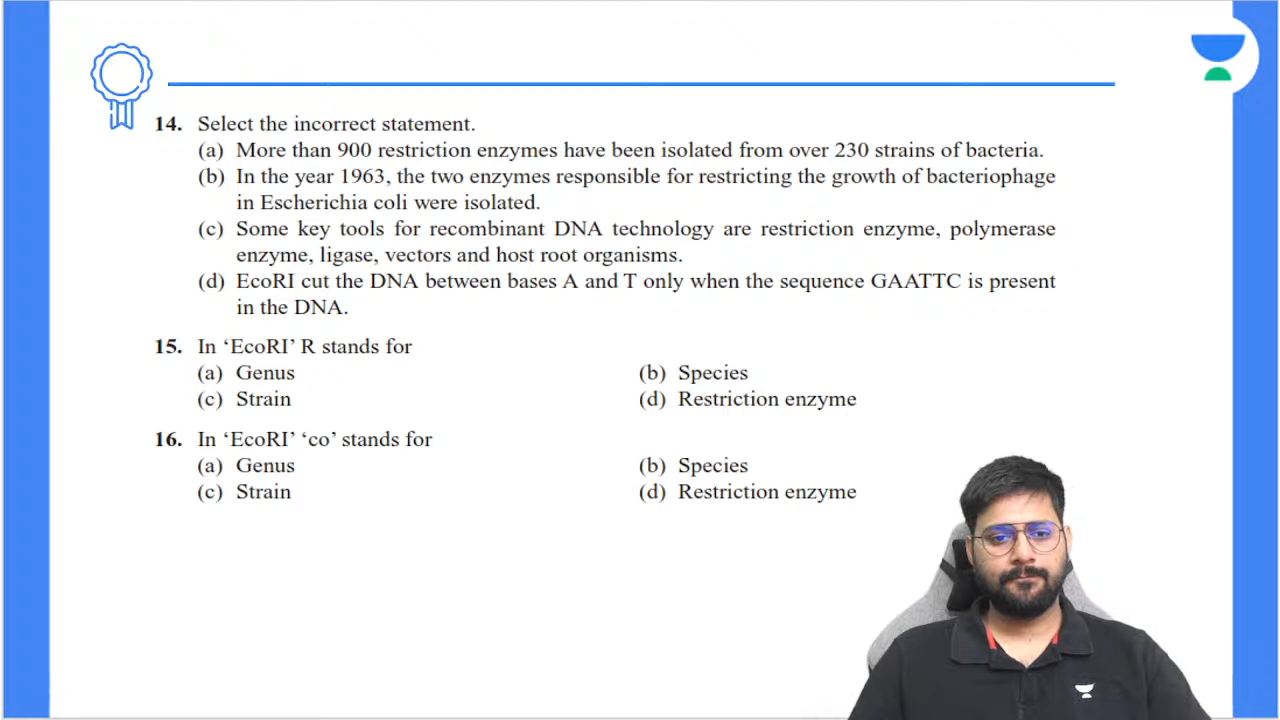 14. Select the incorrect statement.
(a) More than 900 restriction enzymes have been isolated from over 230 strains of bacteria.
(b) In the year 1963, the two enzymes responsible for restricting the growth of bacteriophage
in Escherichia coli were isolated.
(c) Some key tools for recombinant DNA technology are restriction enzyme, polymerase
enzyme, ligase, vectors and host root organisms.
(d) EcoRI cut the DNA between bases A and T only when the sequence GAATTC is present
in the DNA.
15. In ‘EcoRI’ R stands for
(a) Genus (b) Species
(c) Strain (d) Restriction enzyme
16. In ‘EcoRI’ ‘co’ stands for
(a) Genus (b) Species
(c) Strain (d) Restriction enzyme